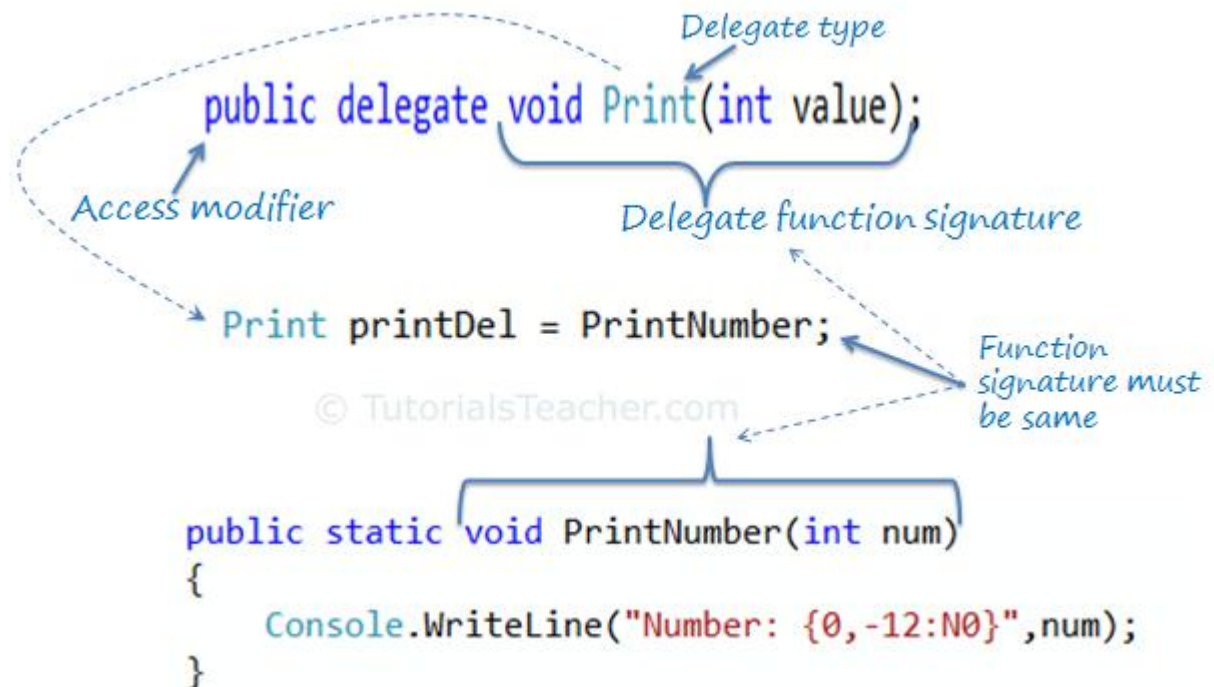 Delegate type
public delegate void Print(int value);
Access modifier
Delegate function signature
Print printDel = PrintNumber;
Function
signature must
be same
© TutorialsTeacher.com
public static void PrintNumber(int num)
{
Console.WriteLine("Number: {0,-12:N0}",num);
}